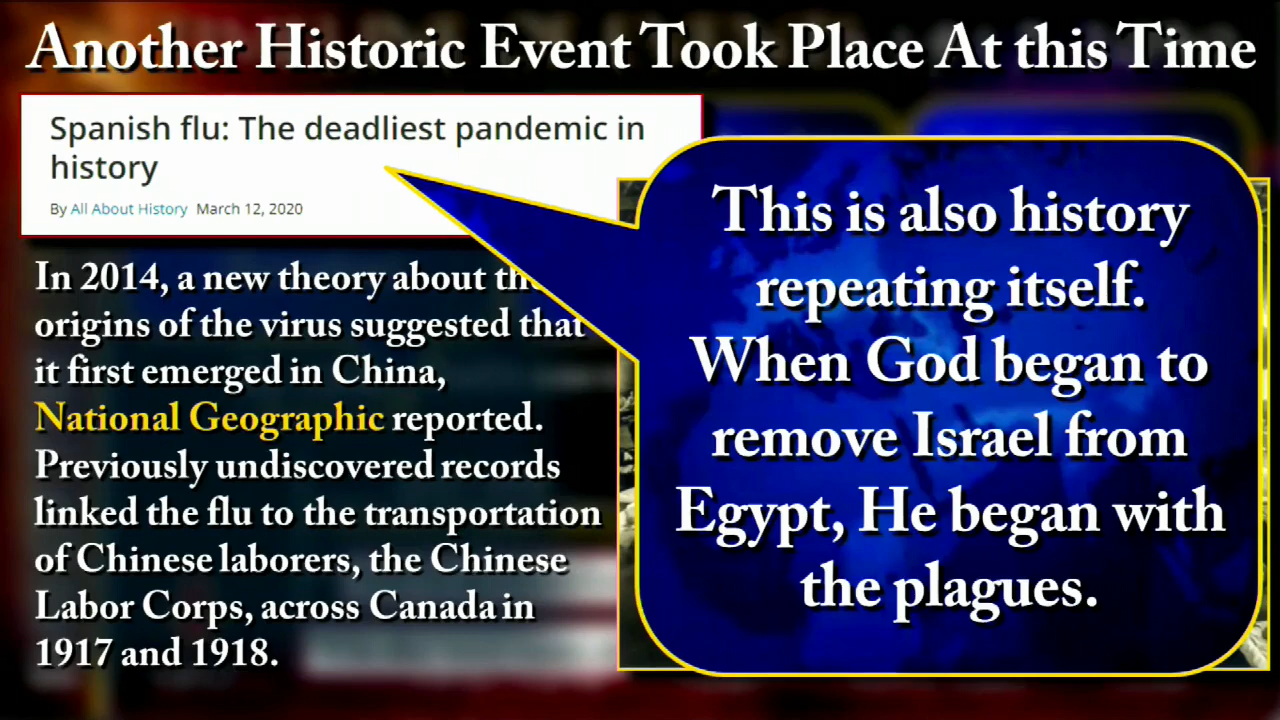 Another Historic Event Took Place At this Time
Spanish flu: The deadliest pandemic in
history
By All About History March 12, 2020
In 2014, a new theory about the
origins of the virus suggested that
it first emerged in China,
National Geographic reported.
Previously undiscovered records
linked the flu to the transportation
of Chinese laborers, the Chinese
Labor Corps, across Canada in
1917 and 1918.
This is also history
repeating itself.
When God began to
remove Israel from
Egypt, He began with
the plagues.